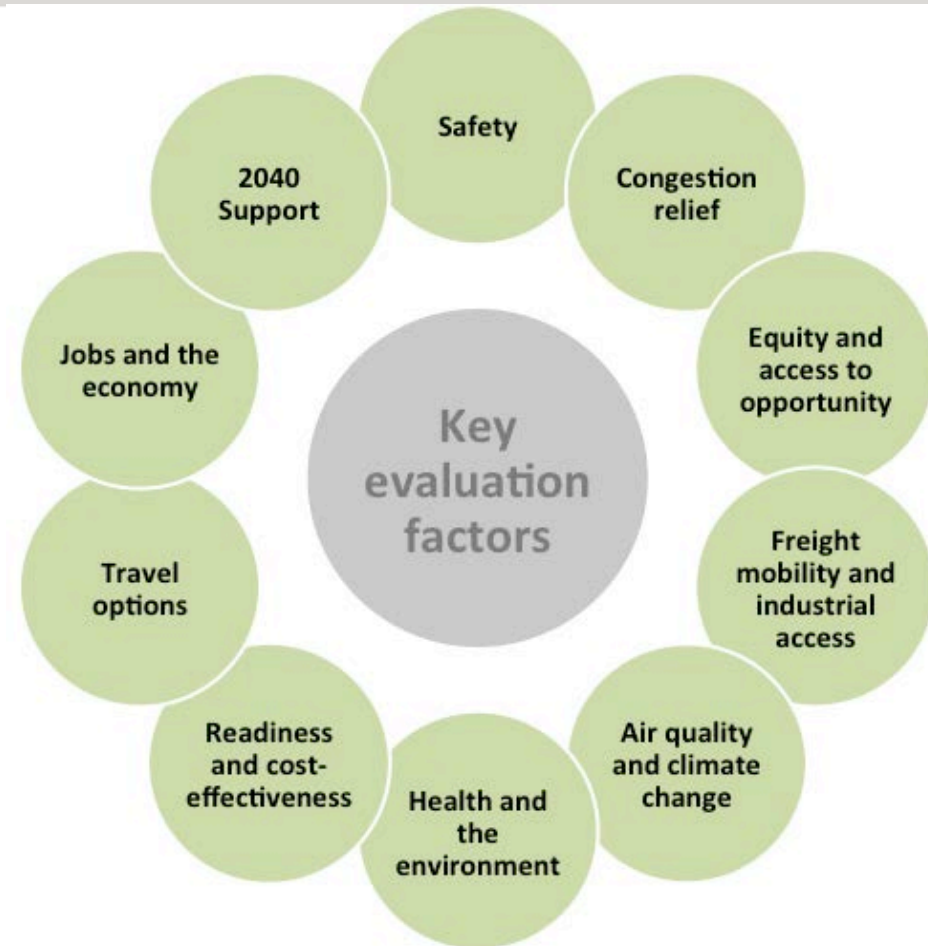 Safety
Congestion
relief
Equity and
access to
opportunity
Freight
mobility and
industrial
access
Air quality
and climate
change
Health and
the
environment
Readiness
and cost-
effectiveness
Travel
options
Jobs and the
economy
2040
Support
Key
evaluation
factors